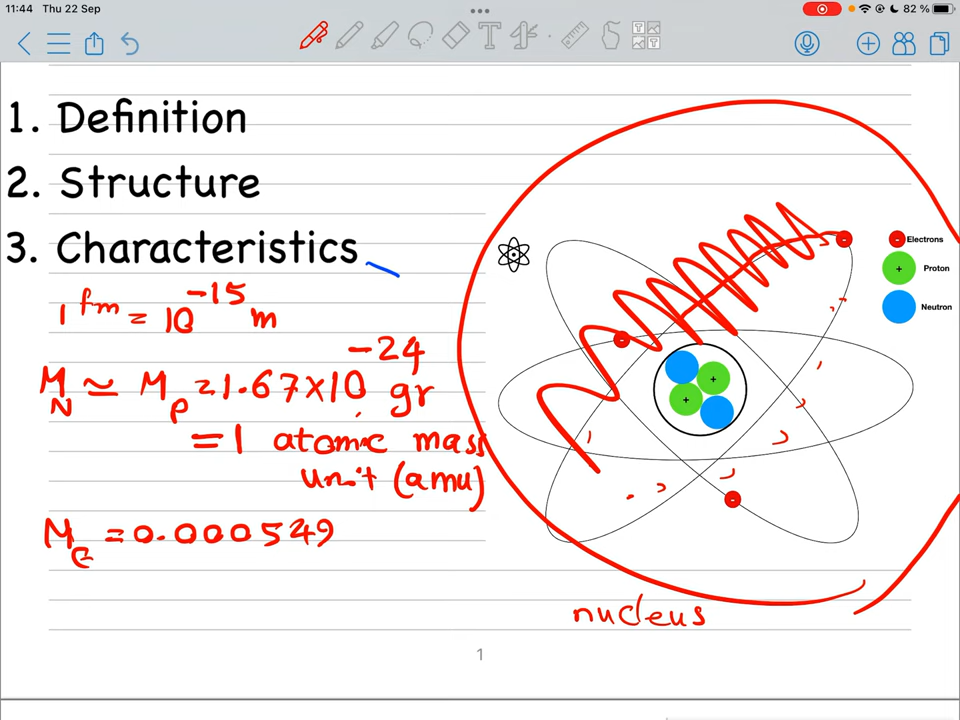 11:44 Thu 22 Sep
82 %
1. Definition
2. Structure
3. Characteristics
1 fm = 10^-15 m
M_N ≃ M_p = 1.67×10^-24 gr
= 1 atomic mass
unit (amu)
M_e = 0.000549
Electrons
+ Proton
Neutron
+
+
nucleus
1